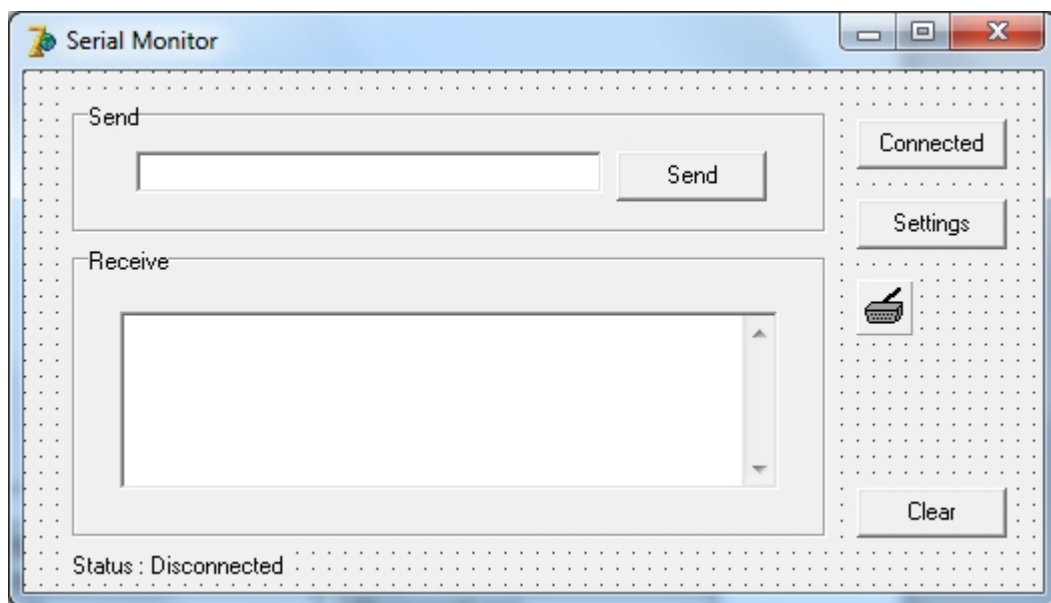 Serial Monitor
Send
Send
Connected
Settings
Receive
Clear
Status : Disconnected